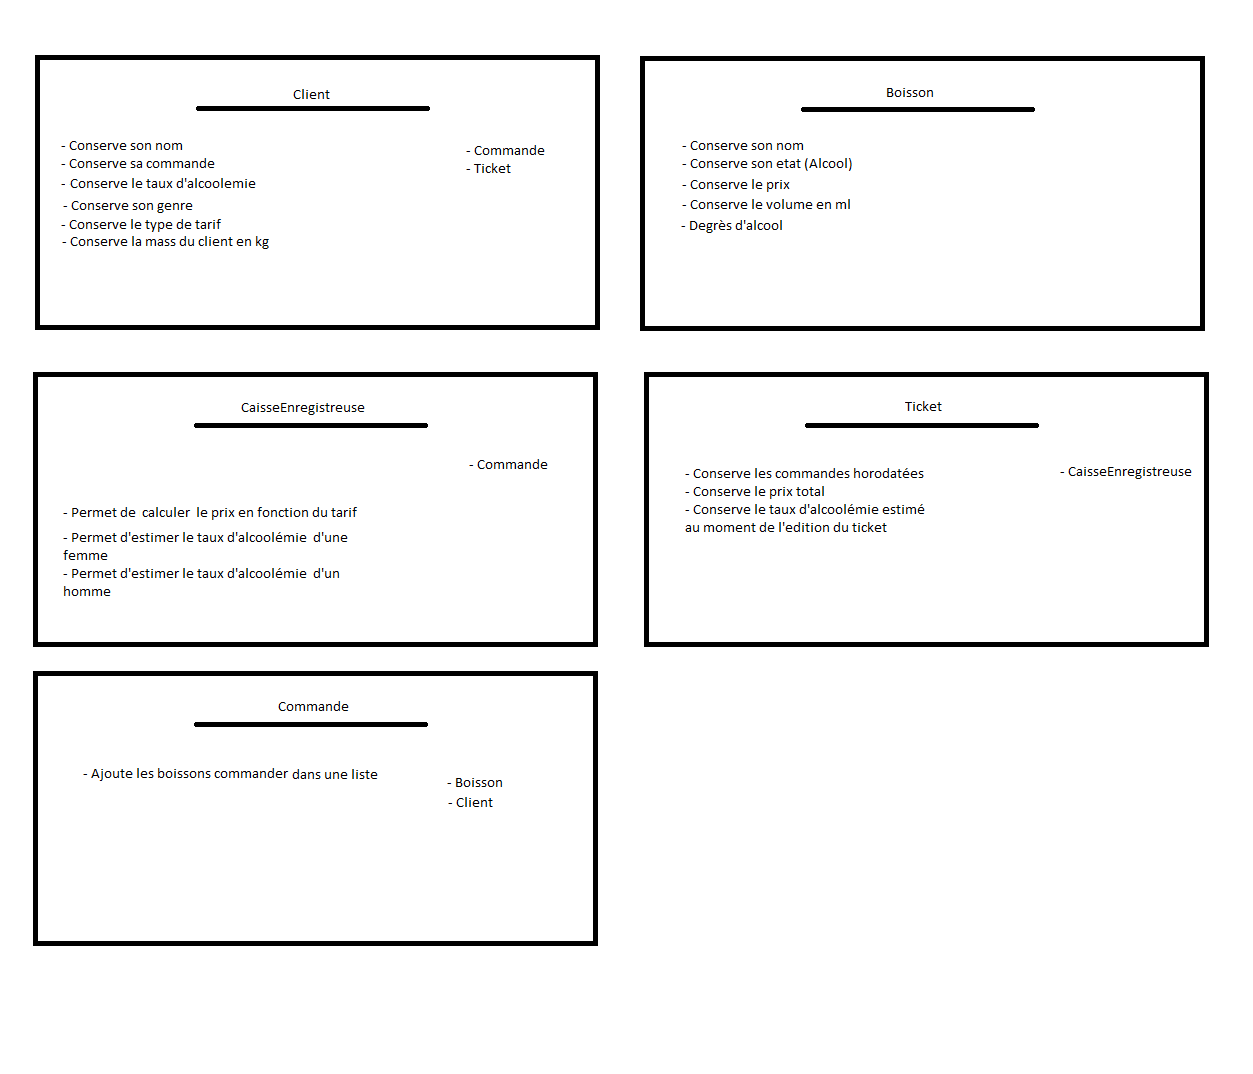 Client
- Conserve son nom
- Conserve sa commande
- Conserve le taux d'alcoolemie
- Conserve son genre
- Conserve le type de tarif
- Conserve la mass du client en kg
- Commande
- Ticket
Boisson
- Conserve son nom
- Conserve son etat (Alcool)
- Conserve le prix
- Conserve le volume en ml
- Degrès d'alcool
CaisseEnregistreuse
- Commande
- Permet de calculer le prix en fonction du tarif
- Permet d'estimer le taux d'alcoolémie d'une
femme
- Permet d'estimer le taux d'alcoolémie d'un
homme
Ticket
- Conserve les commandes horodatées
- Conserve le prix total
- Conserve le taux d'alcoolémie estimé
au moment de l'edition du ticket
- CaisseEnregistreuse
Commande
- Ajoute les boissons commander dans une liste
- Boisson
- Client